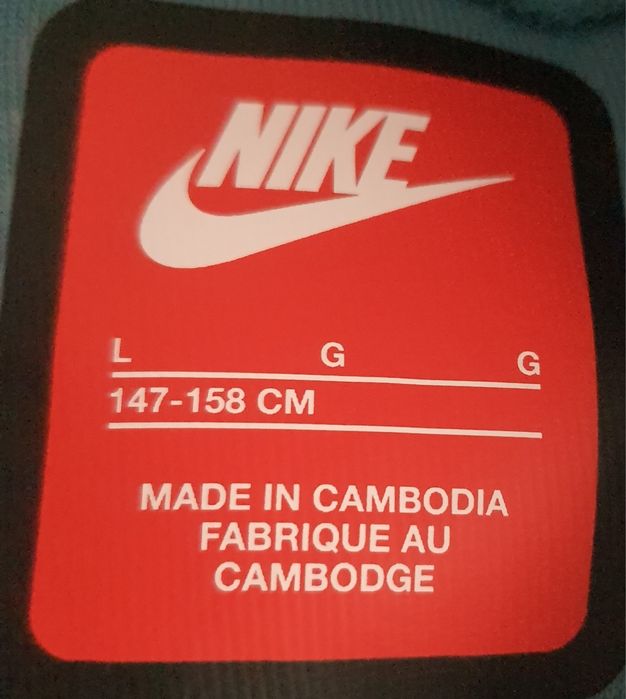 NIKE
L G G
147-158 CM
MADE IN CAMBODIA
FABRIQUE AU
CAMBODGE